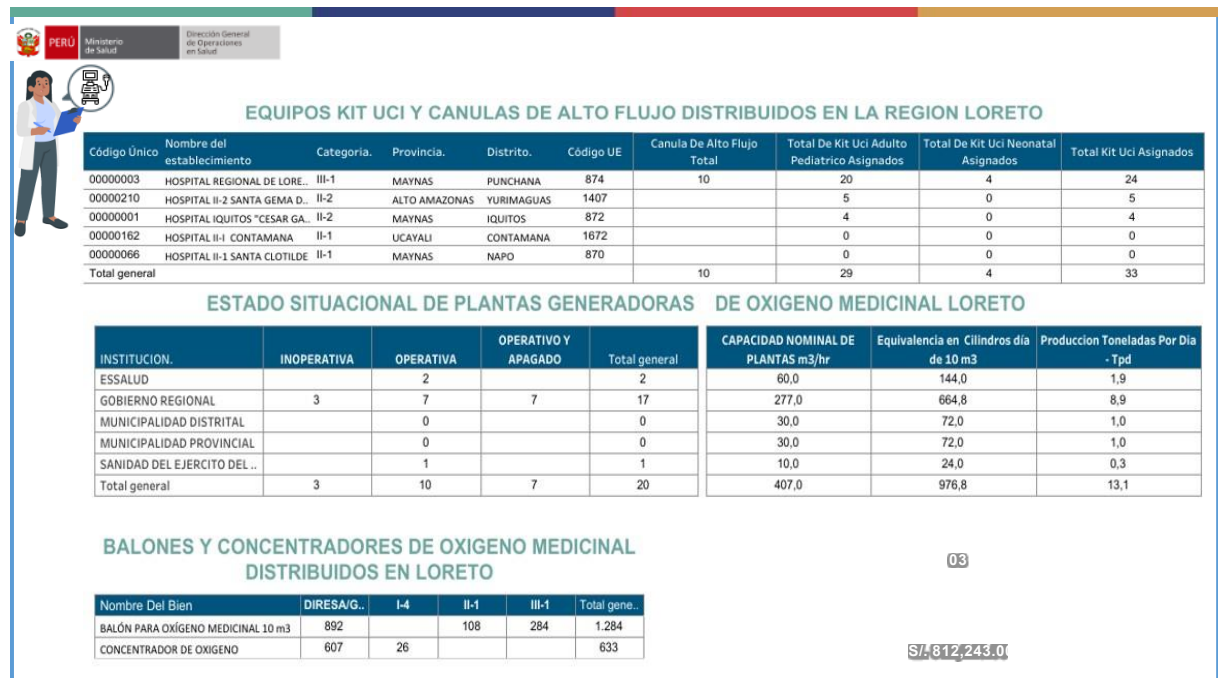 PERÚ Ministerio de Salud Dirección General de Operaciones en Salud
EQUIPOS KIT UCI Y CANULAS DE ALTO FLUJO DISTRIBUIDOS EN LA REGION LORETO
Código Único Nombre del establecimiento Categoria. Provincia. Distrito. Código UE Canula De Alto Flujo Total Total De Kit Uci Adulto Pediatrico Asignados Total De Kit Uci Neonatal Asignados Total Kit Uci Asignados
00000003 HOSPITAL REGIONAL DE LORE.. III-1 MAYNAS PUNCHANA 874 10 20 4 24
00000210 HOSPITAL II-2 SANTA GEMA D.. II-2 ALTO AMAZONAS YURIMAGUAS 1407 5 0 5
00000001 HOSPITAL IQUITOS "CESAR GA.. II-2 MAYNAS IQUITOS 872 4 0 4
00000162 HOSPITAL II-I CONTAMANA II-1 UCAYALI CONTAMANA 1672 0 0 0
00000066 HOSPITAL II-1 SANTA CLOTILDE II-1 MAYNAS NAPO 870 0 0 0
Total general 10 29 4 33
ESTADO SITUACIONAL DE PLANTAS GENERADORAS DE OXIGENO MEDICINAL LORETO
INSTITUCION. INOPERATIVA OPERATIVA OPERATIVO Y APAGADO Total general CAPACIDAD NOMINAL DE PLANTAS m3/hr Equivalencia en Cilindros día de 10 m3 Produccion Toneladas Por Dia - Tpd
ESSALUD 2 2 60,0 144,0 1,9
GOBIERNO REGIONAL 3 7 7 17 277,0 664,8 8,9
MUNICIPALIDAD DISTRITAL 0 0 30,0 72,0 1,0
MUNICIPALIDAD PROVINCIAL 0 0 30,0 72,0 1,0
SANIDAD DEL EJERCITO DEL .. 1 1 10,0 24,0 0,3
Total general 3 10 7 20 407,0 976,8 13,1
BALONES Y CONCENTRADORES DE OXIGENO MEDICINAL
DISTRIBUIDOS EN LORETO
03
Nombre Del Bien DIRESA/G.. I-4 II-1 III-1 Total gene..
BALÓN PARA OXÍGENO MEDICINAL 10 m3 892 108 284 1.284
CONCENTRADOR DE OXIGENO 607 26 633
S/. 812,243.00